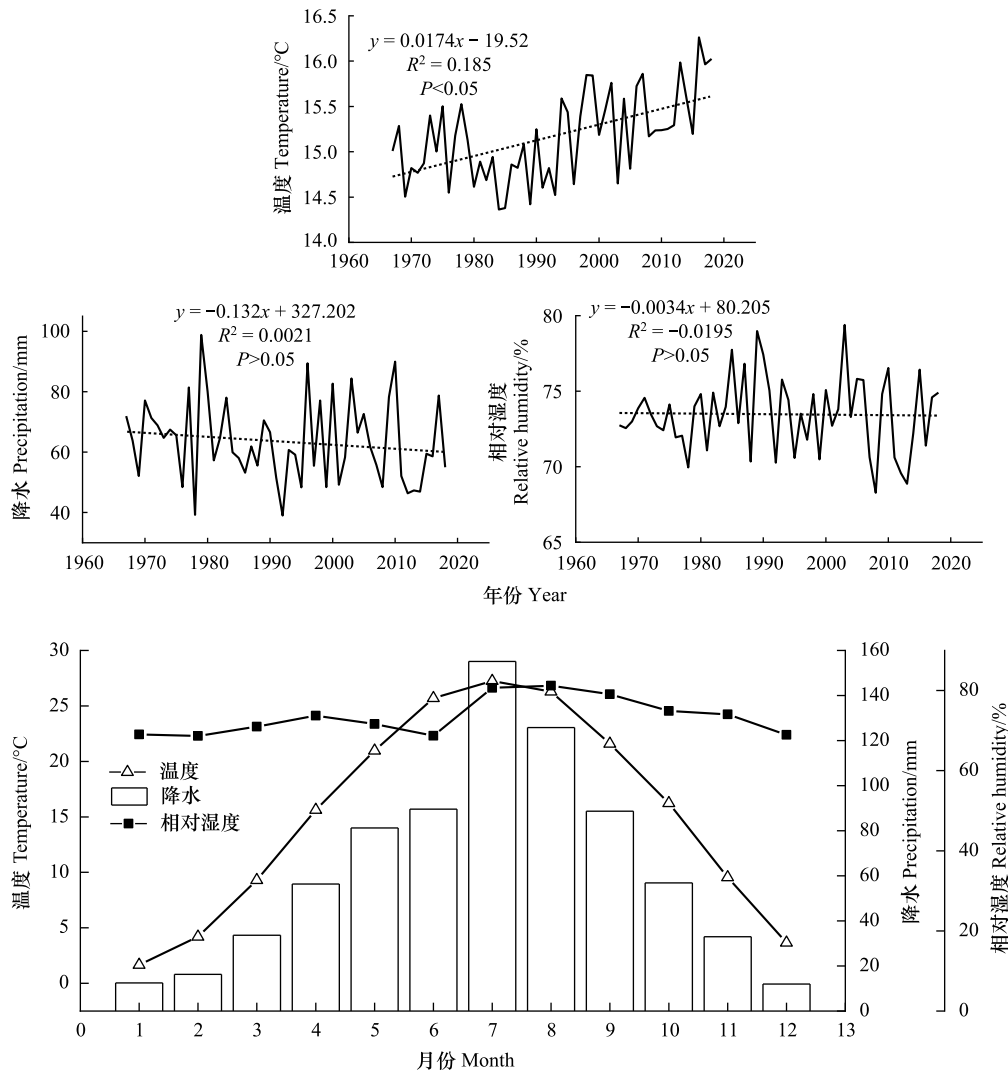 y = 0.0174x − 19.52
R² = 0.185
P<0.05
温度 Temperature/°C
16.5
16.0
15.5
15.0
14.5
14.0
1960 1970 1980 1990 2000 2010 2020
y = −0.132x + 327.202
R² = 0.0021
P>0.05
降水 Precipitation/mm
100
80
60
40
1960 1970 1980 1990 2000 2010 2020
y = −0.0034x + 80.205
R² = −0.0195
P>0.05
相对湿度
Relative humidity/%
80
75
70
65
1960 1970 1980 1990 2000 2010 2020
年份 Year
温度 Temperature/°C
30
25
20
15
10
5
0
温度
降水
相对湿度
160
140
120
100
80
60
40
20
0
降水 Precipitation/mm
80
60
40
20
0
相对湿度 Relative humidity/%
0 1 2 3 4 5 6 7 8 9 10 11 12 13
月份 Month